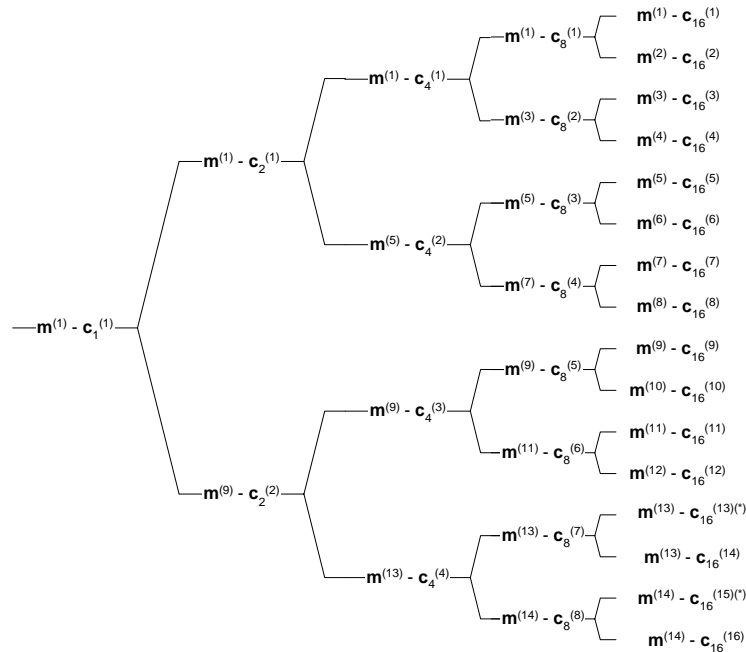 m(1) - c16(1)
m(1) - c8(1)
m(2) - c16(2)
m(1) - c4(1)
m(3) - c16(3)
m(3) - c8(2)
m(4) - c16(4)
m(1) - c2(1)
m(5) - c16(5)
m(5) - c8(3)
m(6) - c16(6)
m(5) - c4(2)
m(7) - c16(7)
m(7) - c8(4)
m(8) - c16(8)
m(1) - c1(1)
m(9) - c16(9)
m(9) - c8(5)
m(10) - c16(10)
m(9) - c4(3)
m(11) - c16(11)
m(11) - c8(6)
m(12) - c16(12)
m(9) - c2(2)
m(13) - c16(13)(*)
m(13) - c8(7)
m(13) - c16(14)
m(13) - c4(4)
m(14) - c16(15)(*)
m(14) - c8(8)
m(14) - c16(16)